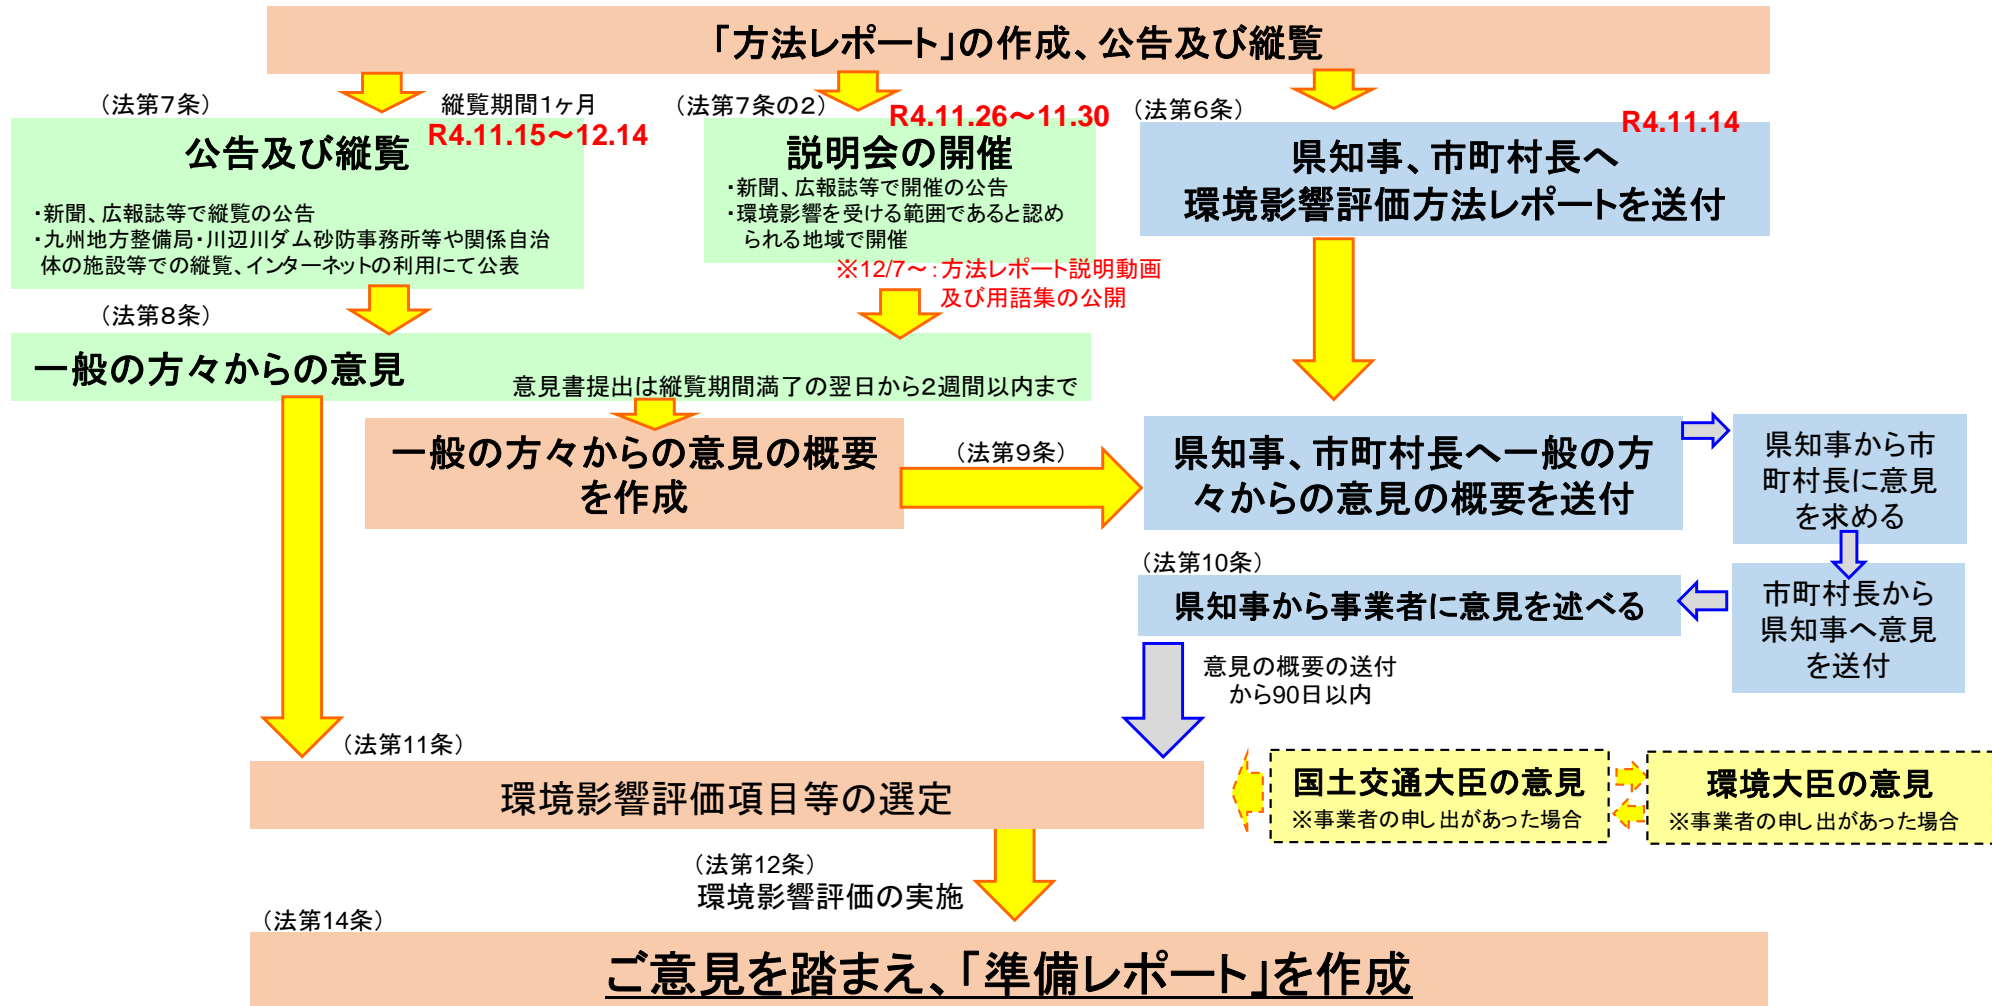 「方法レポート」の作成、公告及び縦覧
（法第7条）
縦覧期間1ヶ月
R4.11.15～12.14
公告及び縦覧
・新聞、広報誌等で縦覧の公告
・九州地方整備局・川辺川ダム砂防事務所等や関係自治
体の施設等での縦覧、インターネットの利用にて公表
（法第7条の2）
R4.11.26～11.30
説明会の開催
・新聞、広報誌等で開催の公告
・環境影響を受ける範囲であると認め
られる地域で開催
※12/7～：方法レポート説明動画
及び用語集の公開
（法第6条）
R4.11.14
県知事、市町村長へ
環境影響評価方法レポートを送付
（法第8条）
一般の方々からの意見
意見書提出は縦覧期間満了の翌日から2週間以内まで
一般の方々からの意見の概要
を作成
（法第9条）
県知事、市町村長へ一般の方
々からの意見の概要を送付
県知事から市
町村長に意見
を求める
市町村長から
県知事へ意見
を送付
（法第10条）
県知事から事業者に意見を述べる
意見の概要の送付
から90日以内
（法第11条）
環境影響評価項目等の選定
国土交通大臣の意見
※事業者の申し出があった場合
環境大臣の意見
※事業者の申し出があった場合
（法第12条）
環境影響評価の実施
（法第14条）
ご意見を踏まえ、「準備レポート」を作成